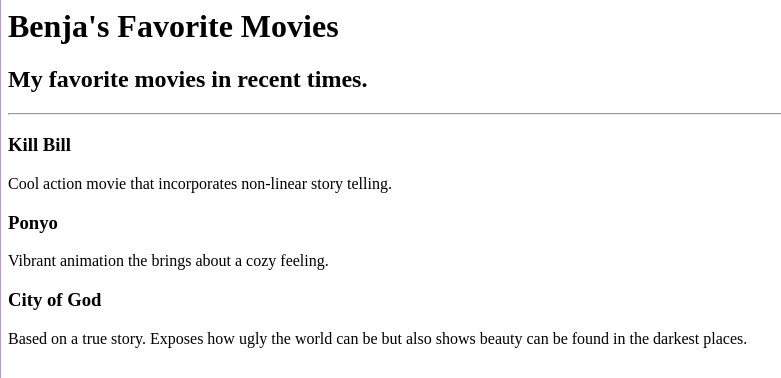 Benja's Favorite Movies
My favorite movies in recent times.
Kill Bill
Cool action movie that incorporates non-linear story telling.
Ponyo
Vibrant animation the brings about a cozy feeling.
City of God
Based on a true story. Exposes how ugly the world can be but also shows beauty can be found in the darkest places.